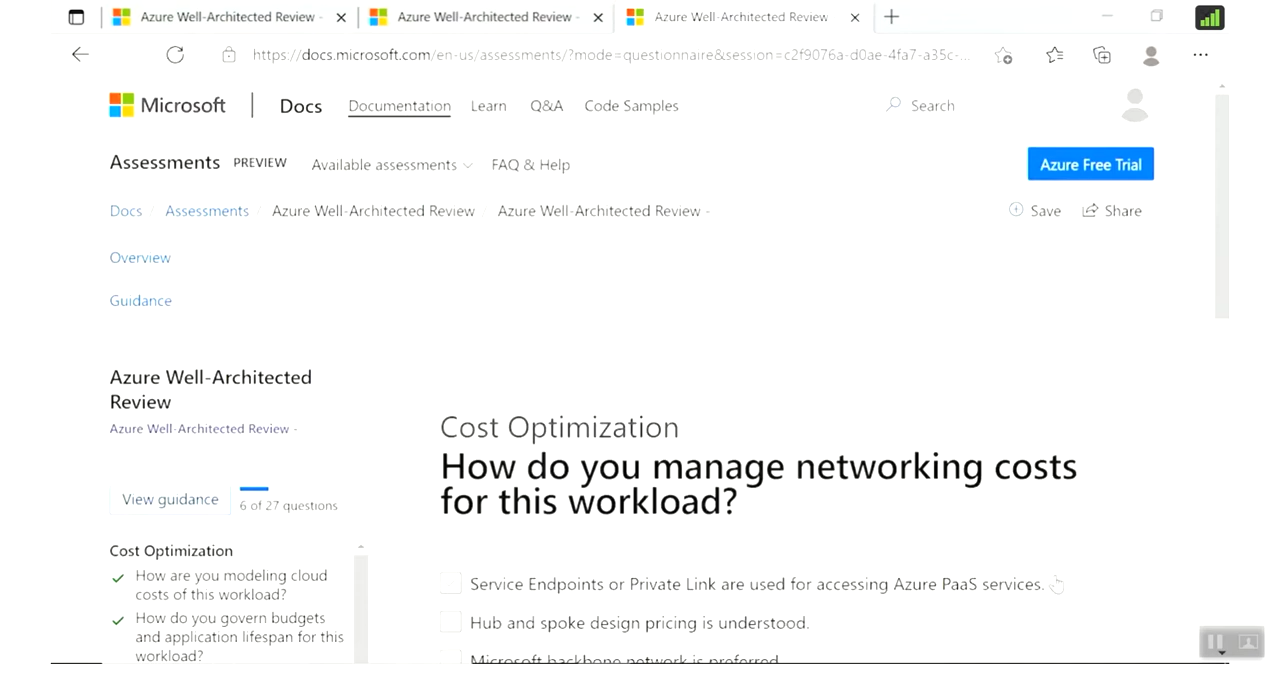 Azure Well-Architected Review - Azure Well-Architected Review - Azure Well-Architected Review
https://docs.microsoft.com/en-us/assessments/?mode=questionnaire&session=c2f9076a-d0ae-4fa7-a35c-...
Microsoft Docs Documentation Learn Q&A Code Samples Search
Assessments PREVIEW Available assessments FAQ & Help Azure Free Trial
Docs / Assessments / Azure Well-Architected Review / Azure Well-Architected Review - Save Share
Overview
Guidance
Azure Well-Architected
Review
Azure Well-Architected Review -
Cost Optimization
How do you manage networking costs
for this workload?
View guidance 6 of 27 questions
Cost Optimization
How are you modeling cloud
costs of this workload?
How do you govern budgets
and application lifespan for this
workload?
Service Endpoints or Private Link are used for accessing Azure PaaS services.
Hub and spoke design pricing is understood.
Microsoft backbone network is preferred.